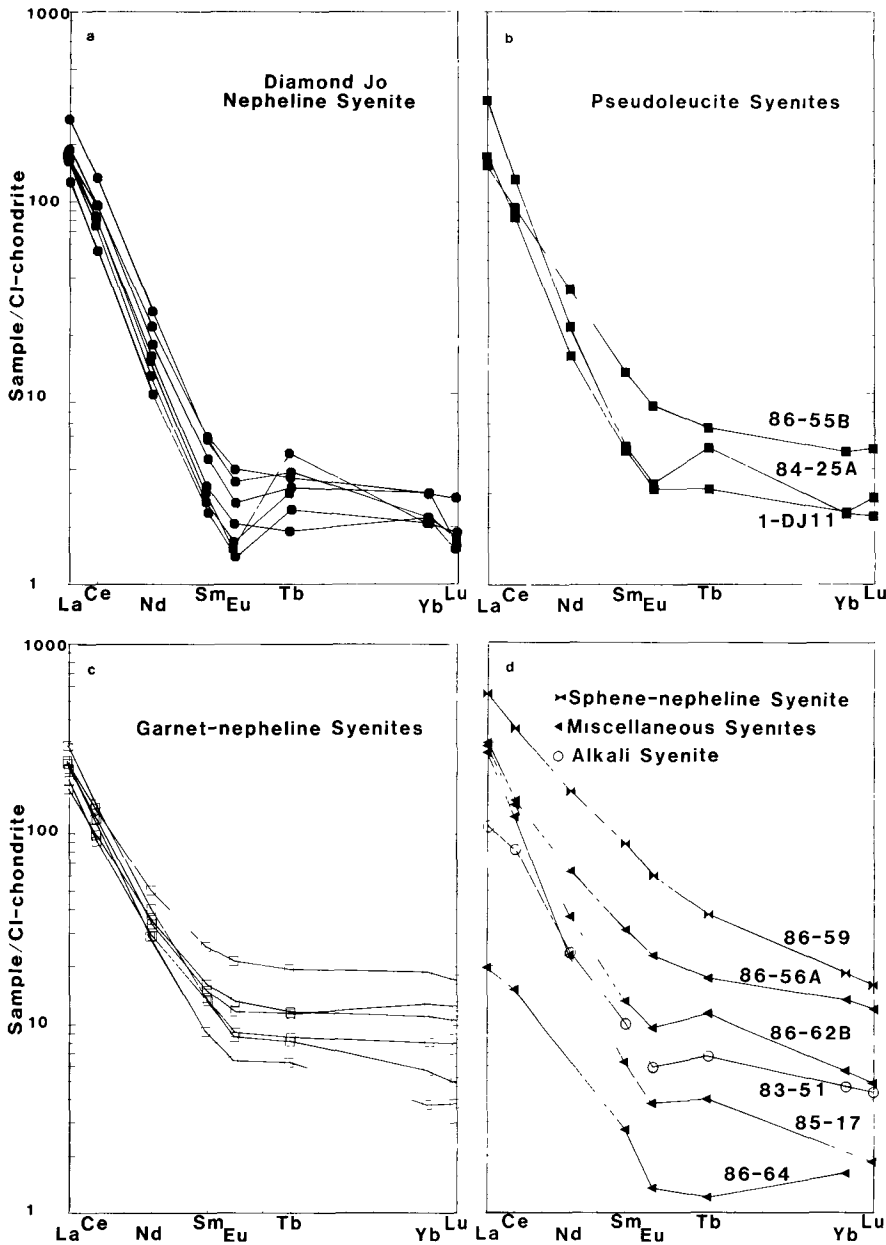 1000
a
b
Diamond Jo
Nepheline Syenite
Pseudoleucite Syenites
100
Sample/CI-chondrite
10
86-55B
84-25A
1-DJ11
1
La Ce Nd Sm Eu Tb Yb Lu
La Ce Nd Sm Eu Tb Yb Lu
1000
c
d
Garnet-nepheline Syenites
Sphene-nepheline Syenite
Miscellaneous Syenites
Alkali Syenite
100
Sample/CI-chondrite
10
86-59
86-56A
86-62B
83-51
85-17
86-64
1
La Ce Nd Sm Eu Tb Yb Lu
La Ce Nd Sm Eu Tb Yb Lu